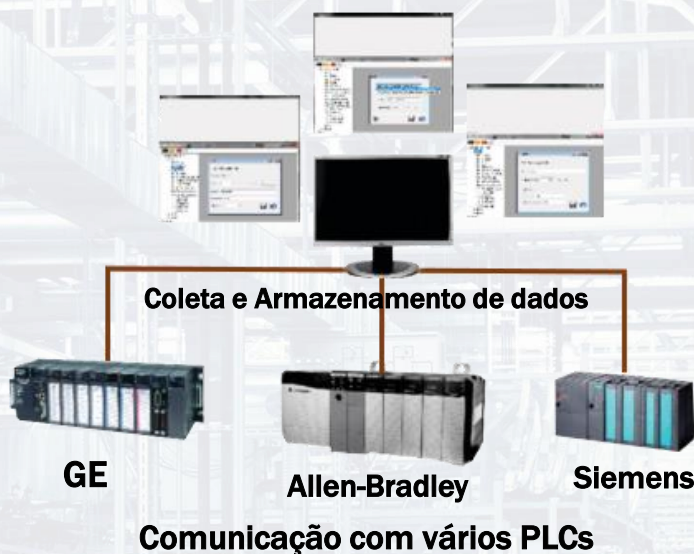 Coleta e Armazenamento de dados
GE
Allen-Bradley
Siemens
Comunicação com vários PLCs